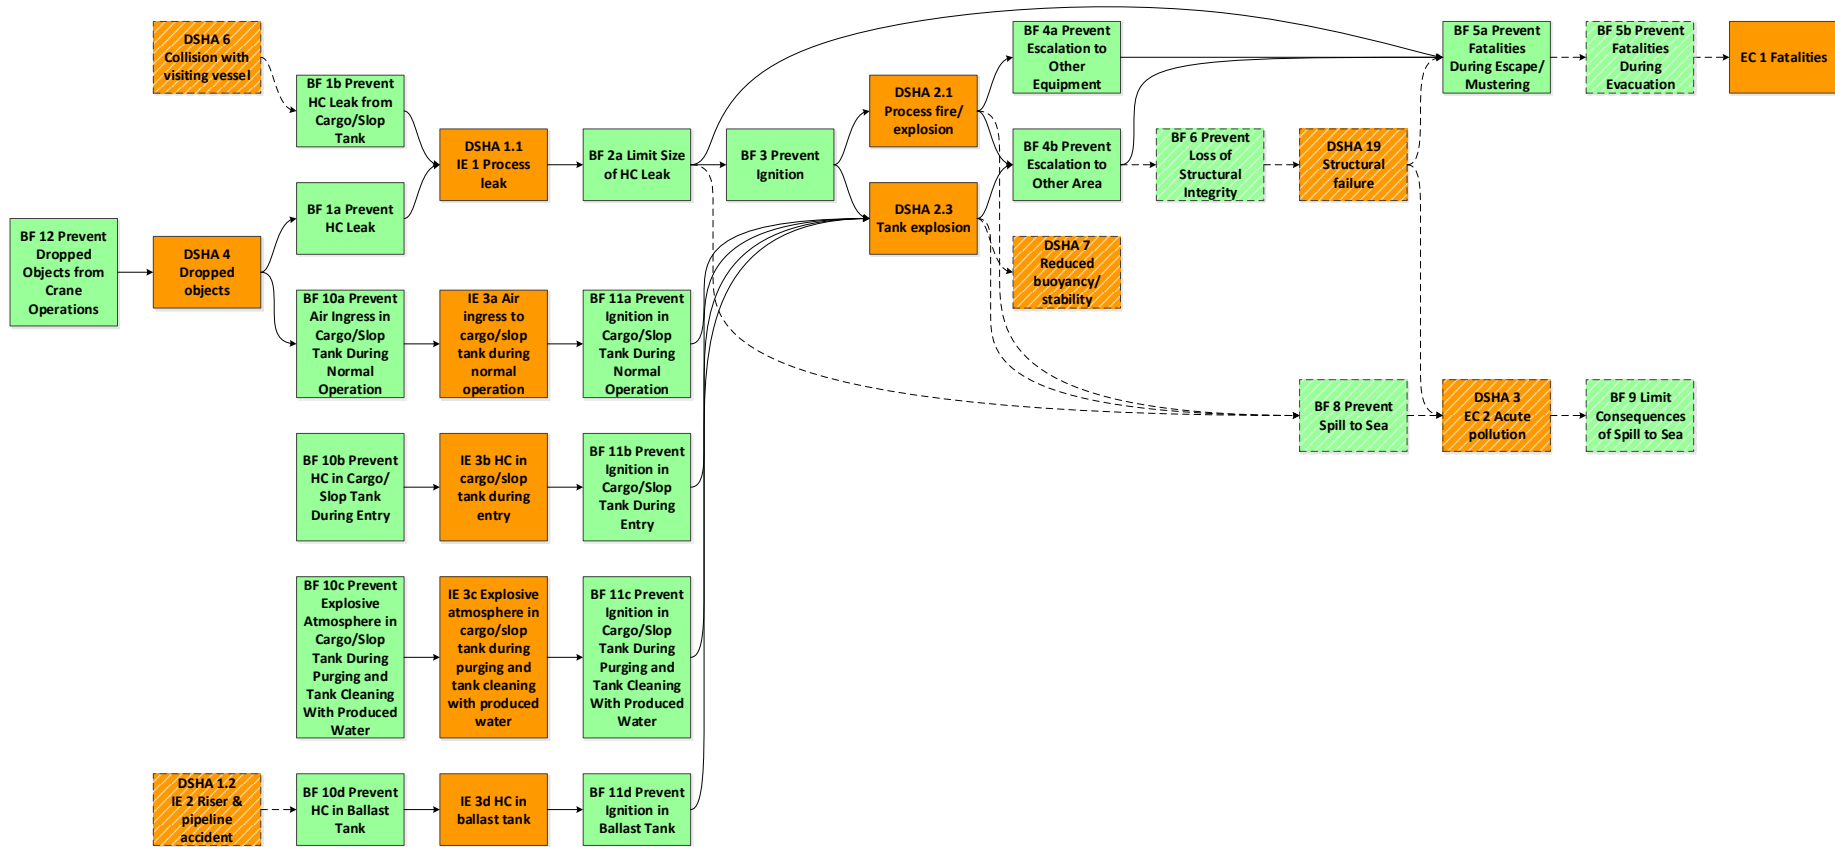 DSHA 6
Collision with
visiting vessel
BF 1b Prevent
HC Leak from
Cargo/Slop
Tank
BF 12 Prevent
Dropped
Objects from
Crane
Operations
DSHA 4
Dropped
objects
BF 1a Prevent
HC Leak
DSHA 1.1
IE 1 Process
leak
BF 2a Limit Size
of HC Leak
BF 3 Prevent
Ignition
DSHA 2.1
Process fire/
explosion
DSHA 2.3
Tank explosion
BF 4a Prevent
Escalation to
Other
Equipment
BF 4b Prevent
Escalation to
Other Area
DSHA 7
Reduced
buoyancy/
stability
BF 6 Prevent
Loss of
Structural
Integrity
DSHA 19
Structural
failure
BF 5a Prevent
Fatalities
During Escape/
Mustering
BF 5b Prevent
Fatalities
During
Evacuation
EC 1 Fatalities
BF 8 Prevent
Spill to Sea
DSHA 3
EC 2 Acute
pollution
BF 9 Limit
Consequences
of Spill to Sea
BF 10a Prevent
Air Ingress in
Cargo/Slop
Tank During
Normal
Operation
IE 3a Air
ingress to
cargo/slop
tank during
normal
operation
BF 11a Prevent
Ignition in
Cargo/Slop
Tank During
Normal
Operation
BF 10b Prevent
HC in Cargo/
Slop Tank
During Entry
IE 3b HC in
cargo/slop
tank during
entry
BF 11b Prevent
Ignition in
Cargo/Slop
Tank During
Entry
BF 10c Prevent
Explosive
Atmosphere in
Cargo/Slop
Tank During
Purging and
Tank Cleaning
With Produced
Water
IE 3c Explosive
atmosphere in
cargo/slop
tank during
purging and
tank cleaning
with produced
water
BF 11c Prevent
Ignition in
Cargo/Slop
Tank During
Purging and
Tank Cleaning
With Produced
Water
DSHA 1.2
IE 2 Riser &
pipeline
accident
BF 10d Prevent
HC in Ballast
Tank
IE 3d HC in
ballast tank
BF 11d Prevent
Ignition in
Ballast Tank